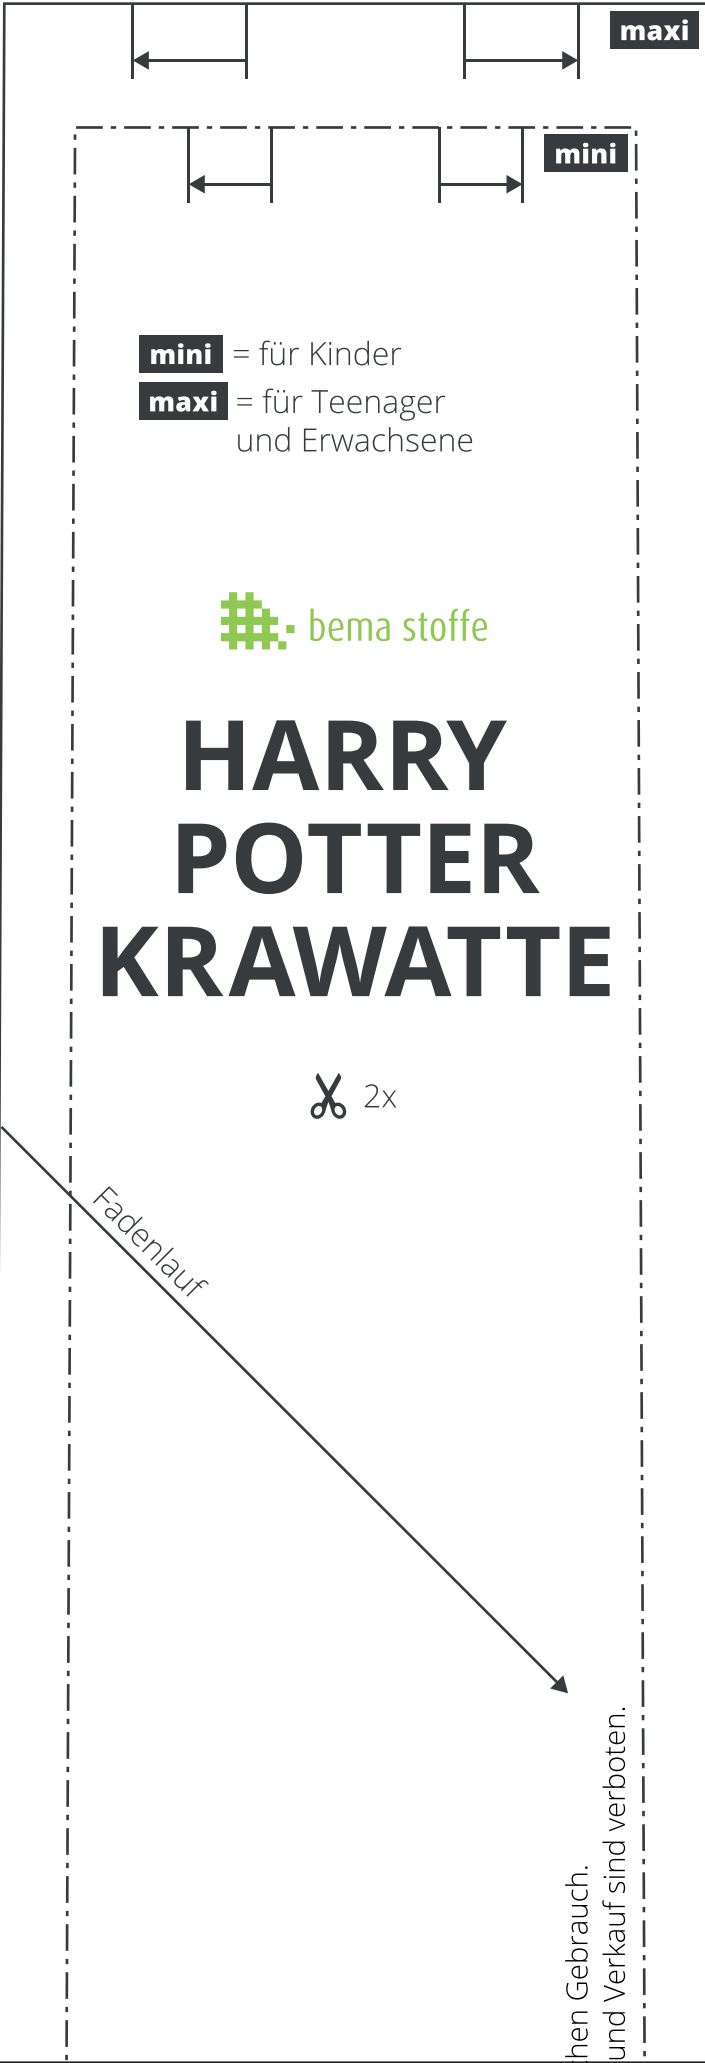 maxi
mini
mini = für Kinder
maxi = für Teenager
und Erwachsene
bema stoffe
HARRY
POTTER
KRAWATTE
2x
Fadenlauf
hen Gebrauch.
und Verkauf sind verboten.